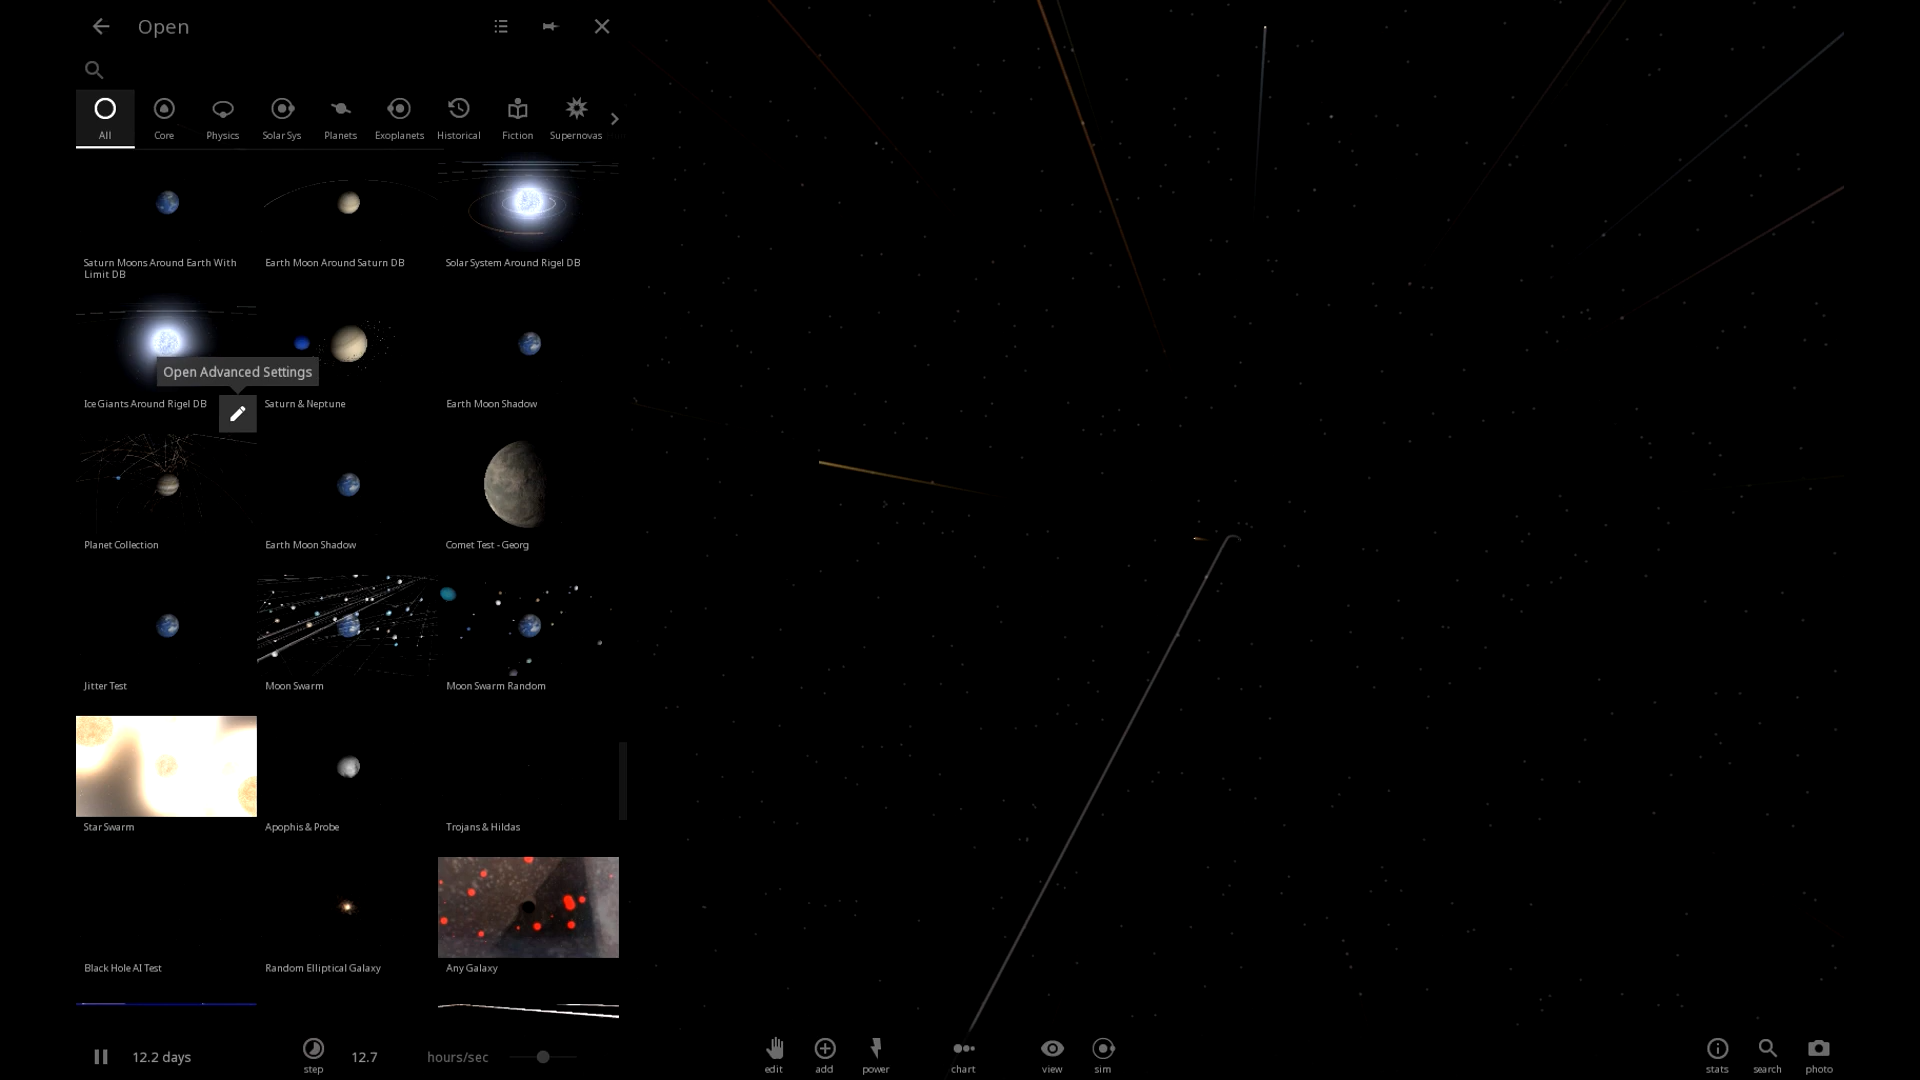 Open
All
Core
Physics
Solar Sys
Planets
Exoplanets
Historical
Fiction
Supernovas
Saturn Moons Around Earth With
Limit DB
Earth Moon Around Saturn DB
Solar System Around Rigel DB
Open Advanced Settings
Ice Giants Around Rigel DB
Saturn & Neptune
Earth Moon Shadow
Planet Collection
Earth Moon Shadow
Comet Test - Georg
Jitter Test
Moon Swarm
Moon Swarm Random
Star Swarm
Apophis & Probe
Trojans & Hildas
Black Hole AI Test
Random Elliptical Galaxy
Any Galaxy
12.2 days
step
12.7
hours/sec
edit
add
power
chart
view
sim
stats
search
photo